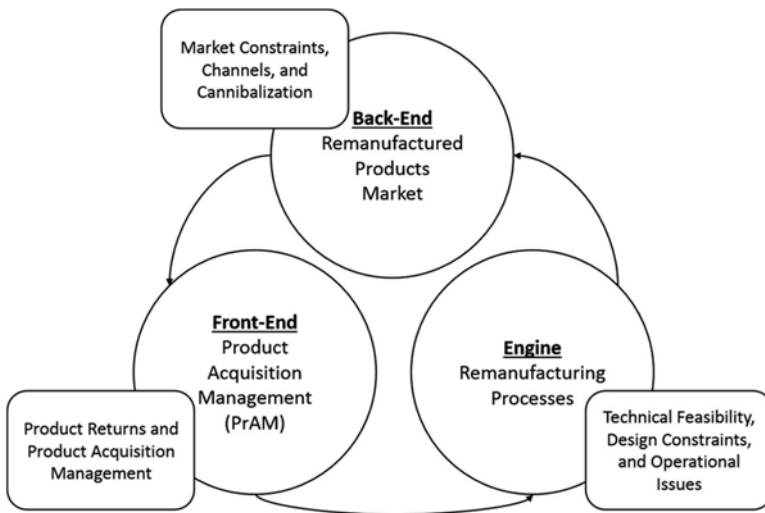 Market Constraints,
Channels, and
Cannibalization
Back-End
Remanufactured
Products
Market
Front-End
Product
Acquisition
Management
(PrAM)
Engine
Remanufacturing
Processes
Product Returns and
Product Acquisition
Management
Technical Feasibility,
Design Constraints,
and Operational
Issues